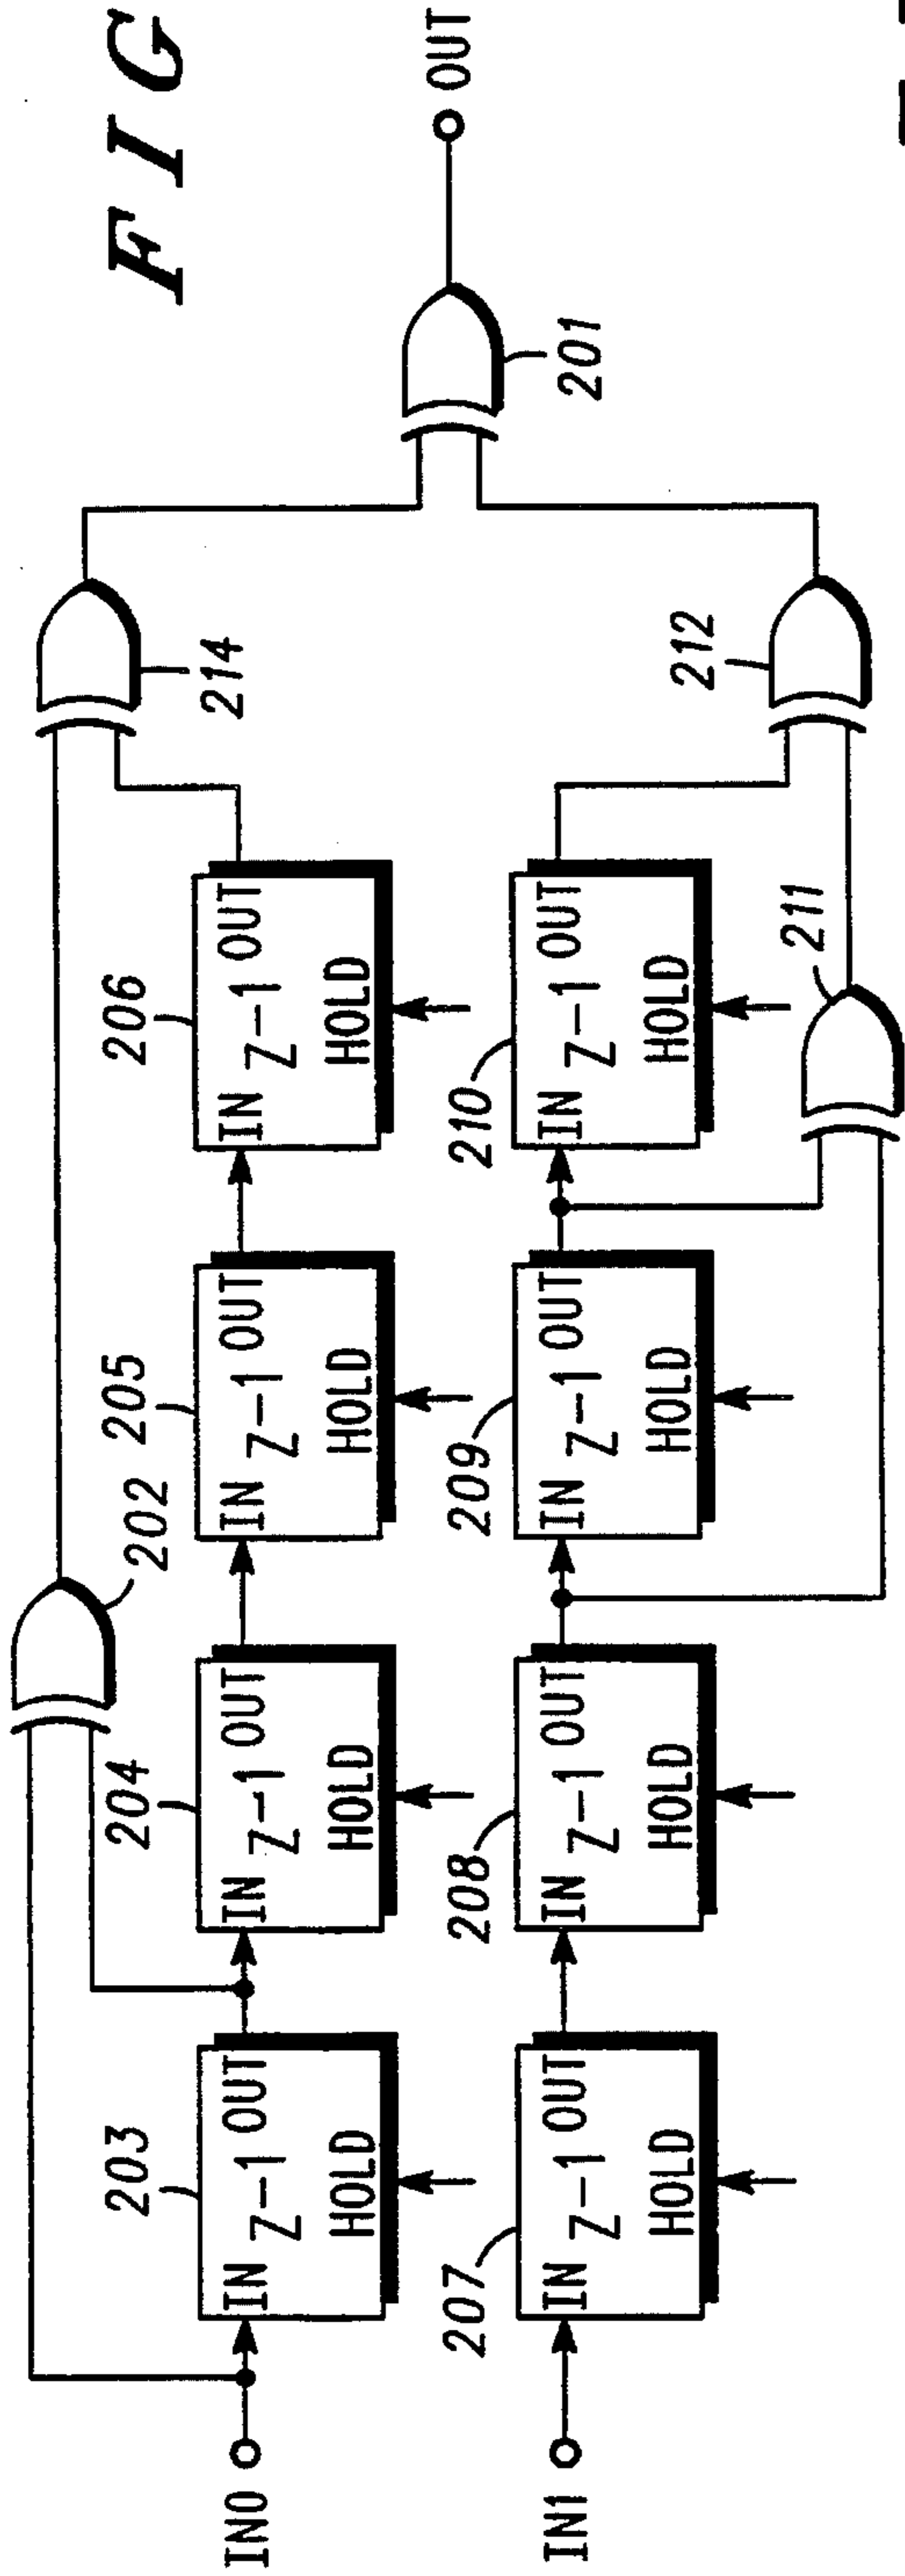 FIG
202
214
203
204
205
206
IN Z-1 OUT
HOLD
IN Z-1 OUT
HOLD
IN Z-1 OUT
HOLD
IN Z-1 OUT
HOLD
IN0
201
OUT
207
208
209
210
IN Z-1 OUT
HOLD
IN Z-1 OUT
HOLD
IN Z-1 OUT
HOLD
IN Z-1 OUT
HOLD
IN1
211
212